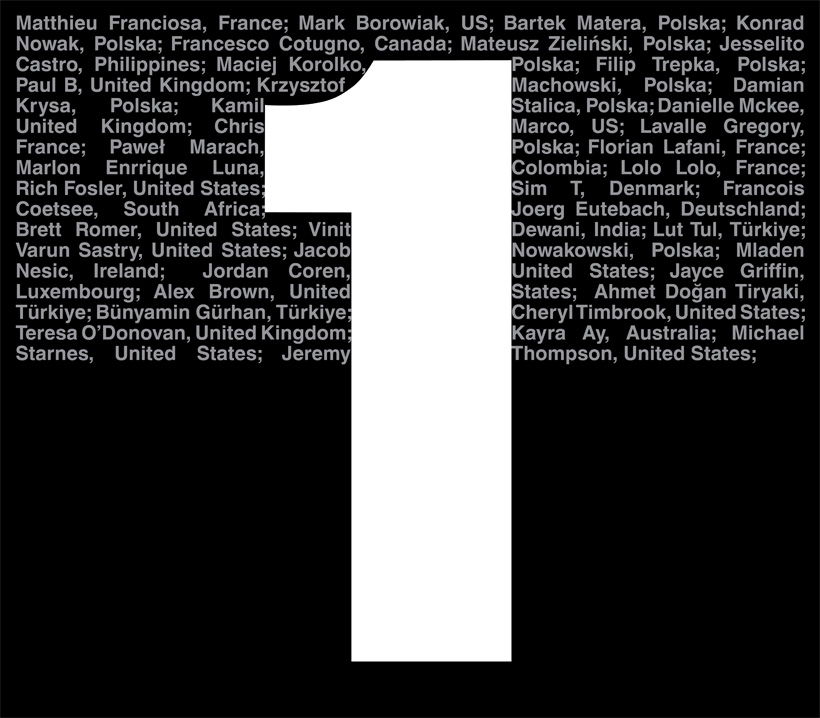 Matthieu Franciosa, France; Mark Borowiak, US; Bartek Matera, Polska; Konrad
Nowak, Polska; Francesco Cotugno, Canada; Mateusz Zieliński, Polska; Jesselito
Castro, Philippines; Maciej Korolko, Polska; Filip Trepka, Polska;
Paul B, United Kingdom; Krzysztof Machowski, Polska; Damian
Krysa, Polska; Kamil Stalica, Polska; Danielle Mckee,
United Kingdom; Chris Marco, US; Lavalle Gregory,
France; Paweł Marach, Polska; Florian Lafani, France;
Marlon Enrrique Luna, Colombia; Lolo Lolo, France;
Rich Fosler, United States; Sim T, Denmark; Francois
Coetsee, South Africa; Joerg Eutebach, Deutschland;
Brett Romer, United States; Vinit Dewani, India; Lut Tul, Türkiye;
Varun Sastry, United States; Jacob Nowakowski, Polska; Mladen
Nesic, Ireland; Jordan Coren, United States; Jayce Griffin,
Luxembourg; Alex Brown, United States; Ahmet Doğan Tiryaki,
Türkiye; Bünyamin Gürhan, Türkiye; Cheryl Timbrook, United States;
Teresa O’Donovan, United Kingdom; Kayra Ay, Australia; Michael
Starnes, United States; Jeremy Thompson, United States;
1